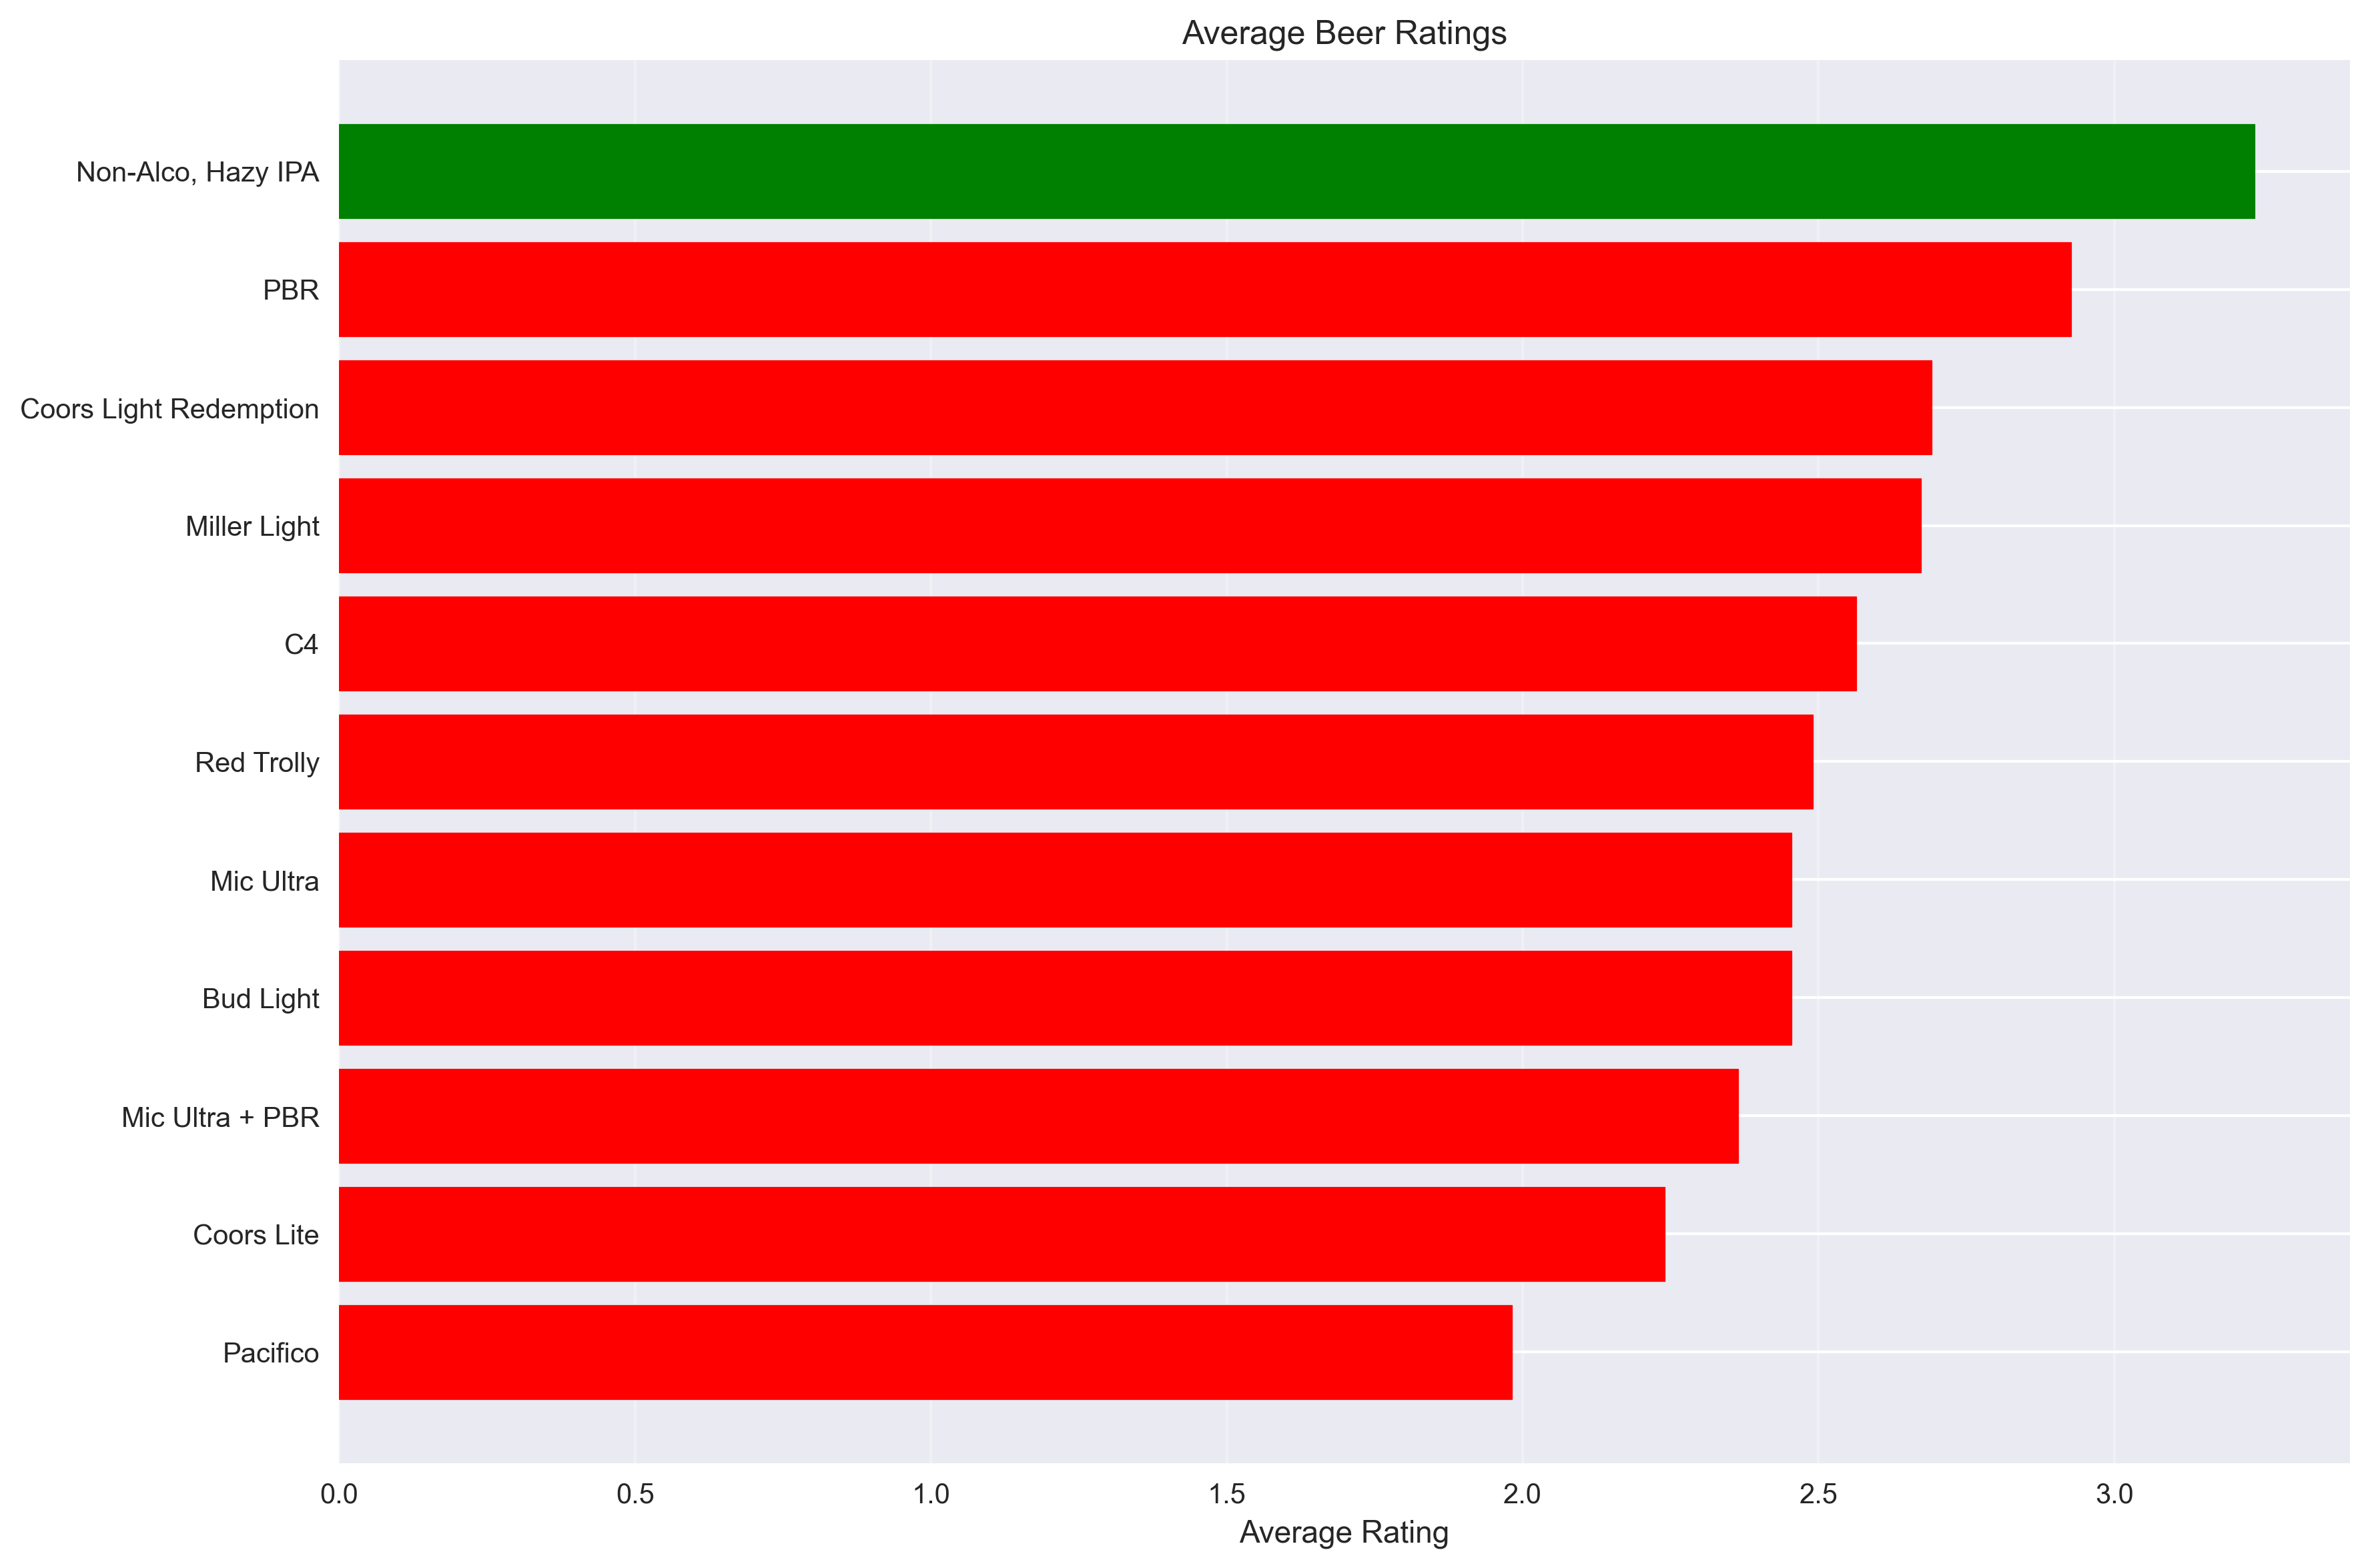 Average Beer Ratings
Non-Alco, Hazy IPA
PBR
Coors Light Redemption
Miller Light
C4
Red Trolly
Mic Ultra
Bud Light
Mic Ultra + PBR
Coors Lite
Pacifico
0.0 0.5 1.0 1.5 2.0 2.5 3.0
Average Rating